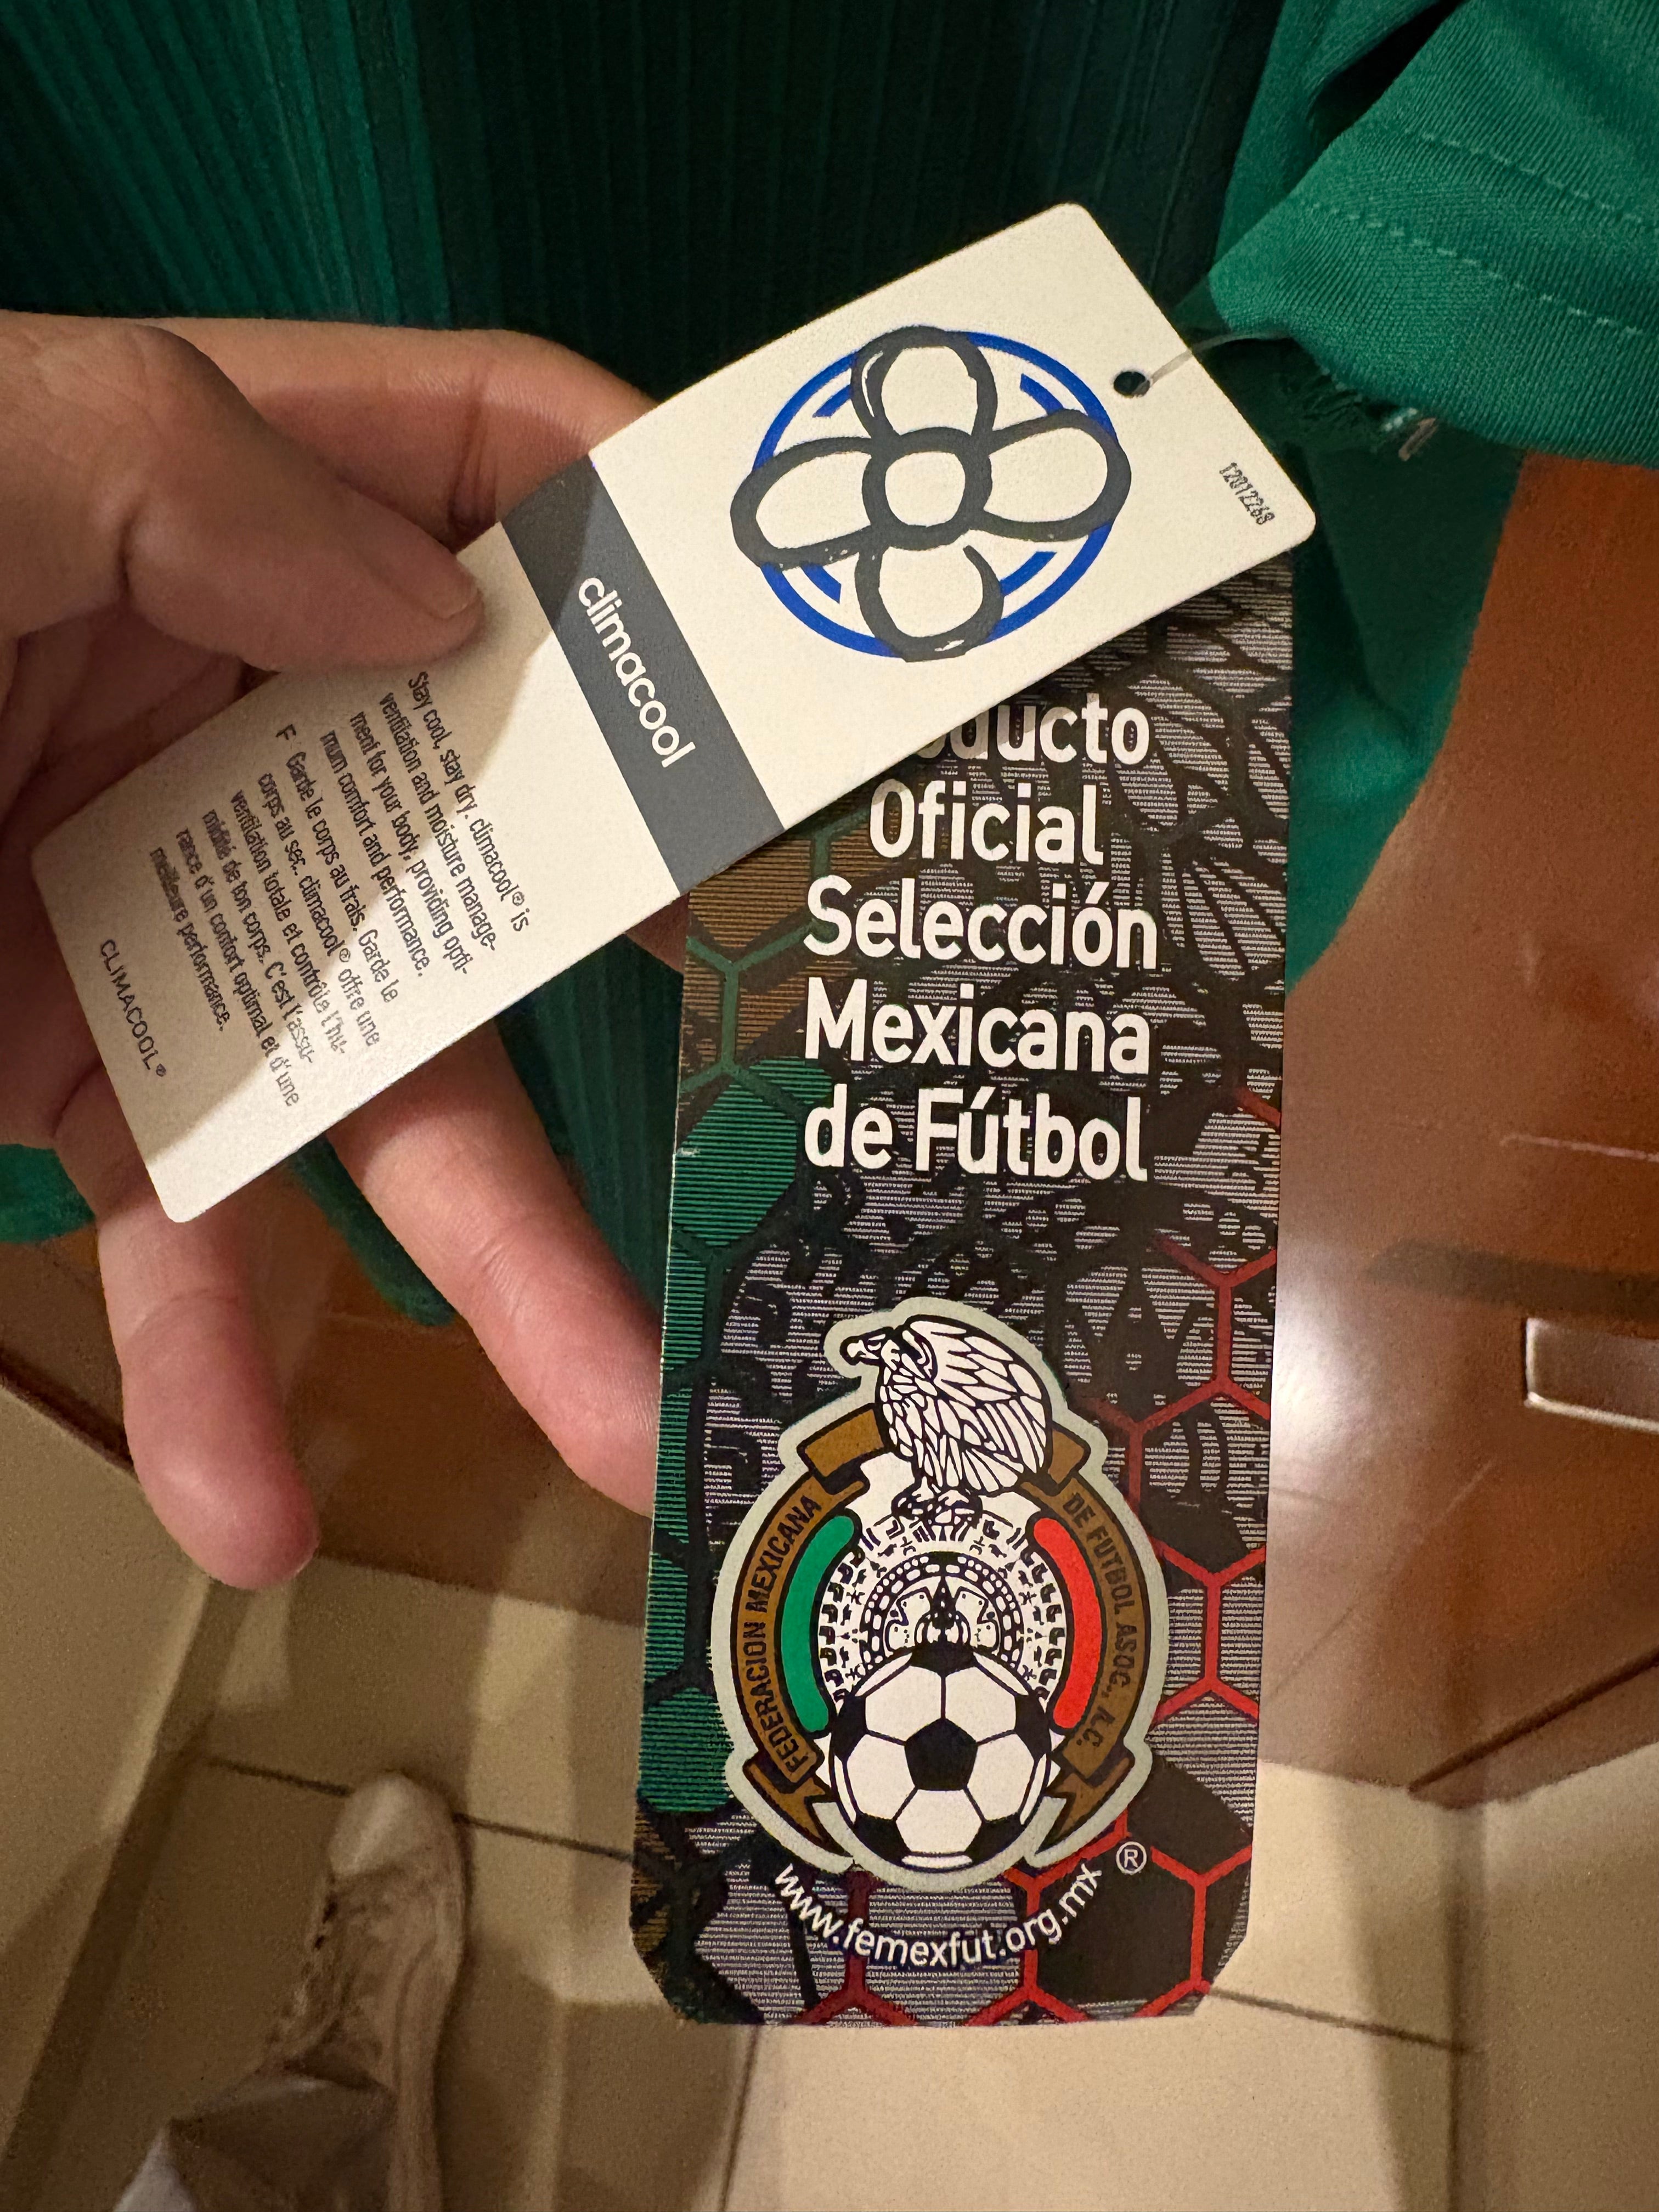 12012268
climacool
Stay cool, stay dry. climacool® is
ventilation and moisture manage-
ment for your body, providing opti-
mum comfort and performance.
F Garde le corps au frais. Garde le
corps au sec. climacool® offre une
ventilation totale et contrôle l'hu-
midité de ton corps. C'est l'assu-
rance d'un confort optimal et d'une
meilleure performance.
CLIMACOOL®
oducto
Oficial
Selección
Mexicana
de Fútbol
FEDERACION MEXICANA
DE FUTBOL ASOC., A.C.
®
www.femexfut.org.mx